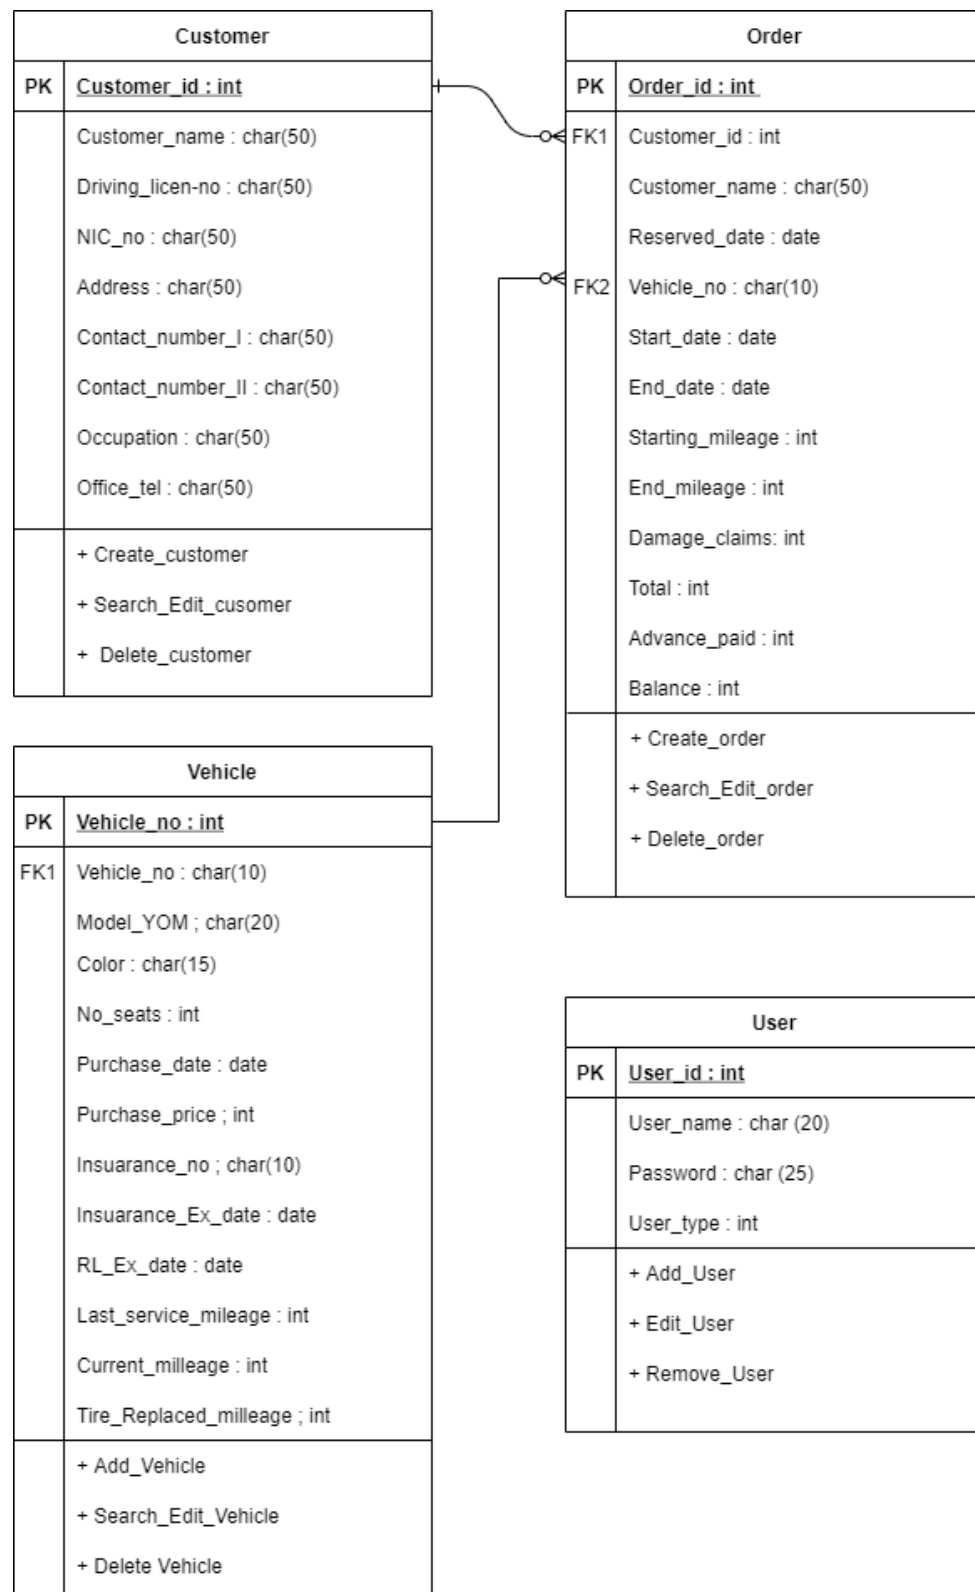 Customer
PK Customer_id : int
Customer_name : char(50)
Driving_licen-no : char(50)
NIC_no : char(50)
Address : char(50)
Contact_number_I : char(50)
Contact_number_II : char(50)
Occupation : char(50)
Office_tel : char(50)
+ Create_customer
+ Search_Edit_cusomer
+ Delete_customer
Order
PK Order_id : int
FK1 Customer_id : int
Customer_name : char(50)
Reserved_date : date
FK2 Vehicle_no : char(10)
Start_date : date
End_date : date
Starting_mileage : int
End_mileage : int
Damage_claims: int
Total : int
Advance_paid : int
Balance : int
+ Create_order
+ Search_Edit_order
+ Delete_order
Vehicle
PK Vehicle_no : int
FK1 Vehicle_no : char(10)
Model_YOM ; char(20)
Color : char(15)
No_seats : int
Purchase_date : date
Purchase_price ; int
Insuarance_no ; char(10)
Insuarance_Ex_date : date
RL_Ex_date : date
Last_service_mileage : int
Current_milleage : int
Tire_Replaced_milleage ; int
+ Add_Vehicle
+ Search_Edit_Vehicle
+ Delete Vehicle
User
PK User_id : int
User_name : char (20)
Password : char (25)
User_type : int
+ Add_User
+ Edit_User
+ Remove_User